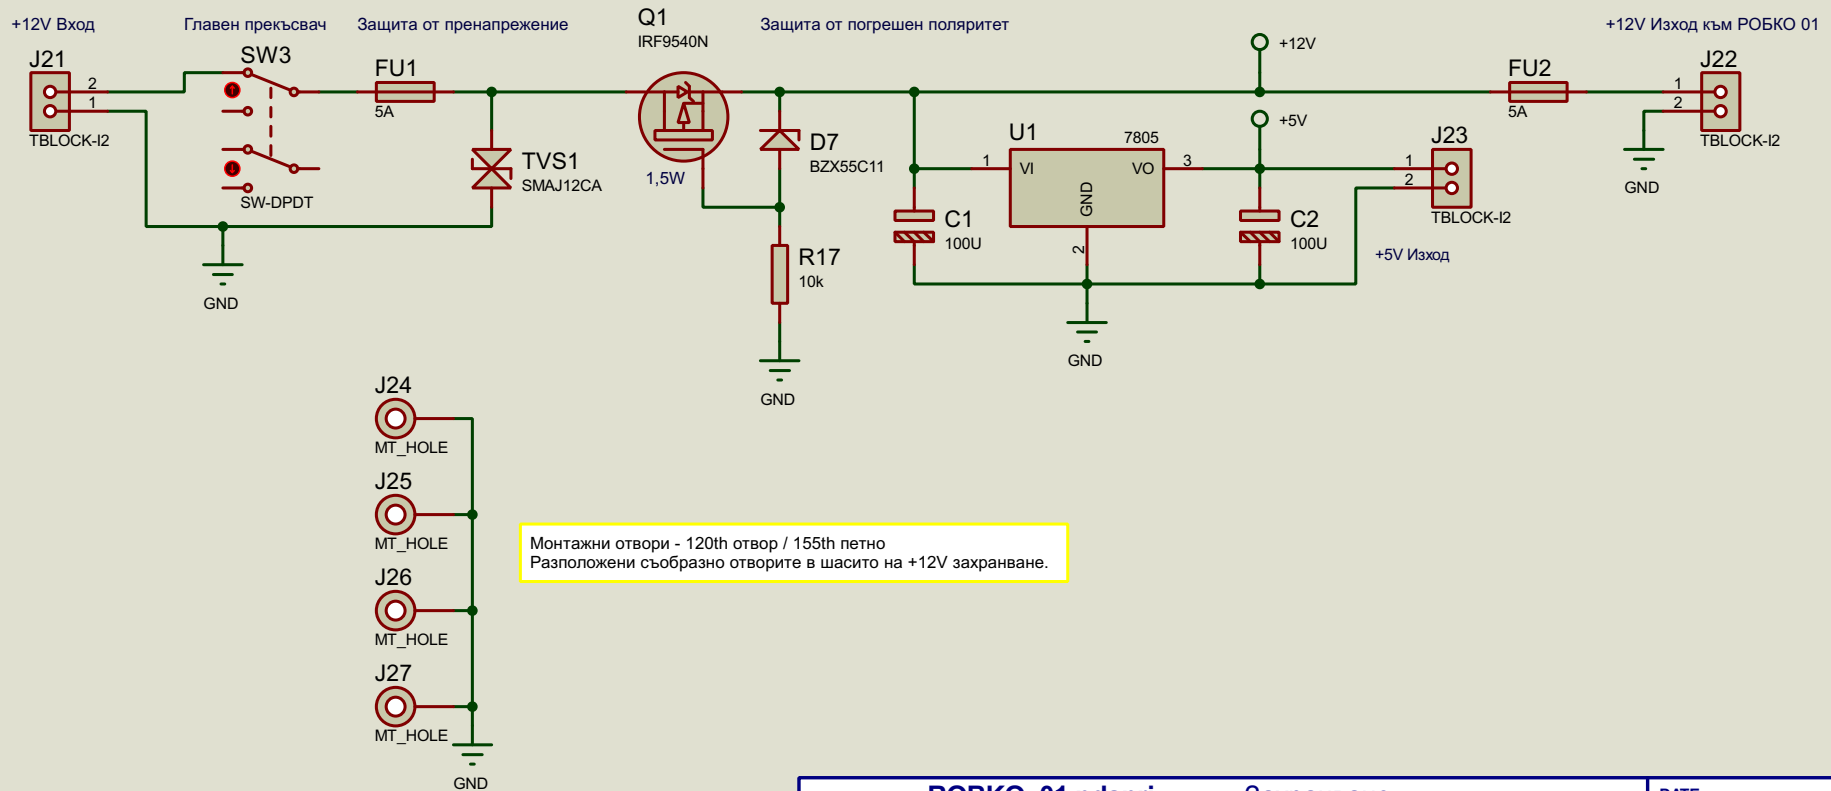 +12V Вход
Главен прекъсвач
Защита от пренапрежение
Q1
IRF9540N
Защита от погрешен поляритет
+12V Изход към РОБКО 01
J21
2
1
TBLOCK-I2
SW3
SW-DPDT
FU1
5A
TVS1
SMAJ12CA
1,5W
D7
BZX55C11
R17
10k
GND
GND
+12V
+5V
U1
7805
1
VI
VO
3
GND
2
C1
100U
C2
100U
GND
J23
1
2
TBLOCK-I2
+5V Изход
FU2
5A
J22
1
2
TBLOCK-I2
GND
J24
MT_HOLE
J25
MT_HOLE
J26
MT_HOLE
J27
MT_HOLE
GND
Монтажни отвори - 120th отвор / 155th петно
Разположени съобразно отворите в шасито на +12V захранване.